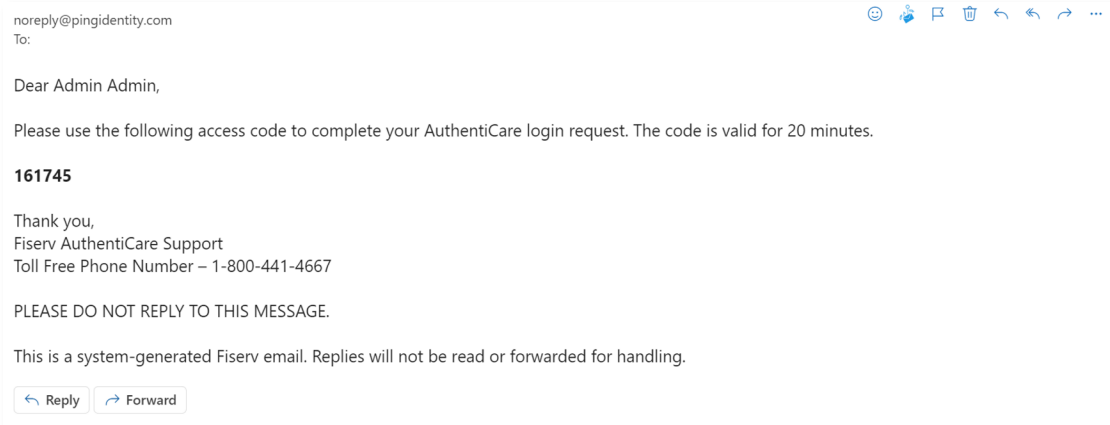 noreply@pingidentity.com
To:
Dear Admin Admin,
Please use the following access code to complete your AuthentiCare login request. The code is valid for 20 minutes.
161745
Thank you,
Fiserv AuthentiCare Support
Toll Free Phone Number – 1-800-441-4667
PLEASE DO NOT REPLY TO THIS MESSAGE.
This is a system-generated Fiserv email. Replies will not be read or forwarded for handling.
Reply Forward